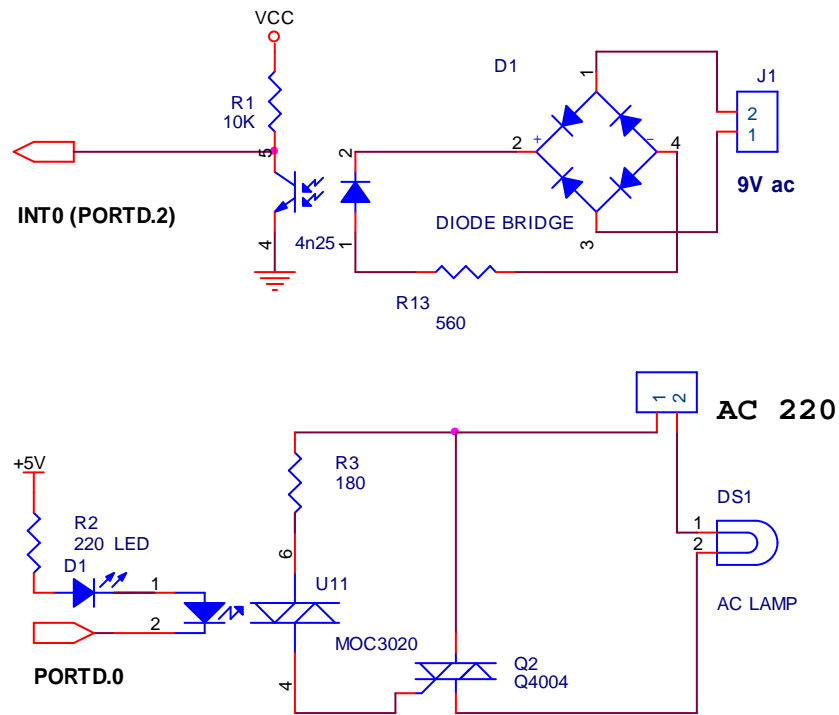 VCC
R1
10K
5
4
INT0 (PORTD.2)
4n25
2
1
D1
1
2
+
-
4
3
DIODE BRIDGE
R13
560
J1
2
1
9V ac
1
2
AC 220
+5V
R2
220 LED
D1
1
2
PORTD.0
R3
180
6
U11
MOC3020
4
Q2
Q4004
DS1
1
2
AC LAMP